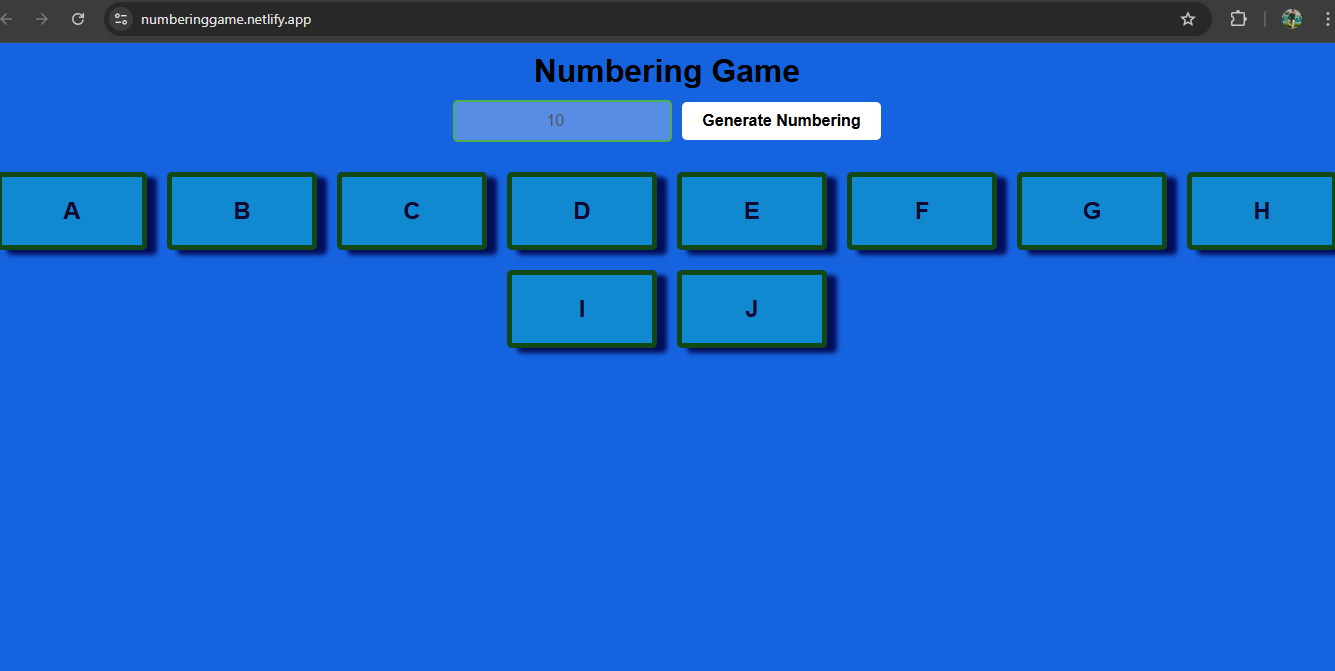 numberinggame.netlify.app
Numbering Game
10 Generate Numbering
A B C D E F G H
I J